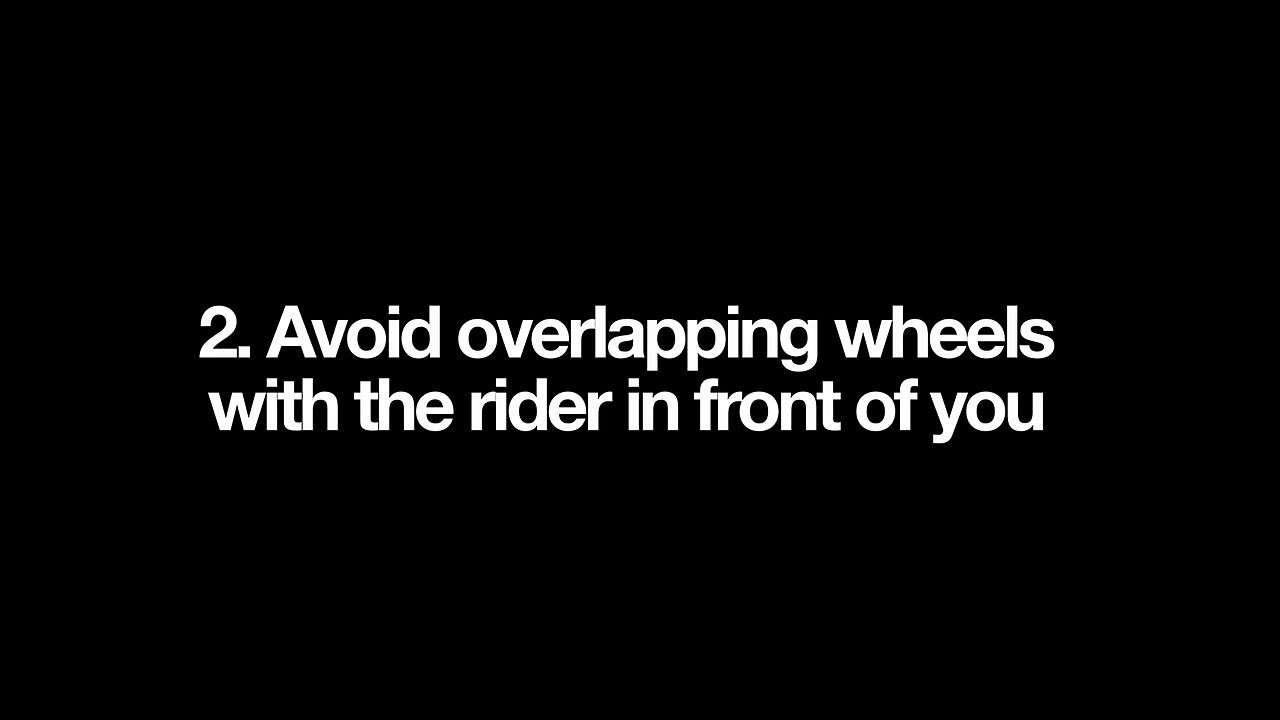 2. Avoid overlapping wheels
with the rider in front of you